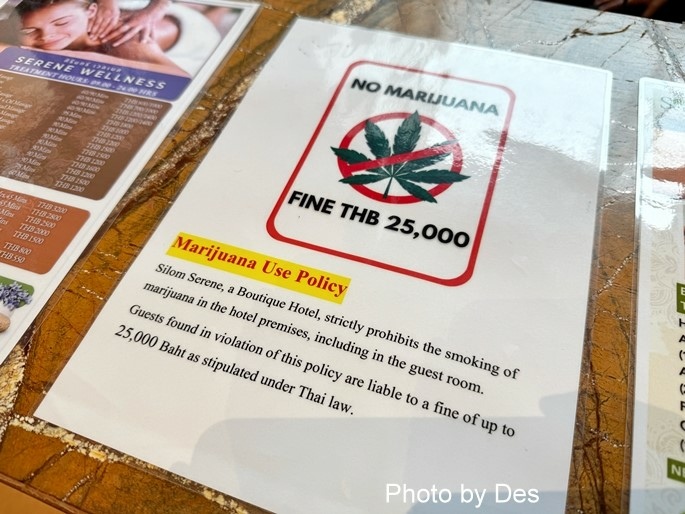 SERENE WELLNESS
TREATMENT HOURS: 09:00 - 24:00 HRS
NO MARIJUANA
FINE THB 25,000
Marijuana Use Policy
Silom Serene, a Boutique Hotel, strictly prohibits the smoking of
marijuana in the hotel premises, including in the guest room.
Guests found in violation of this policy are liable to a fine of up to
25,000 Baht as stipulated under Thai law.
Photo by Des